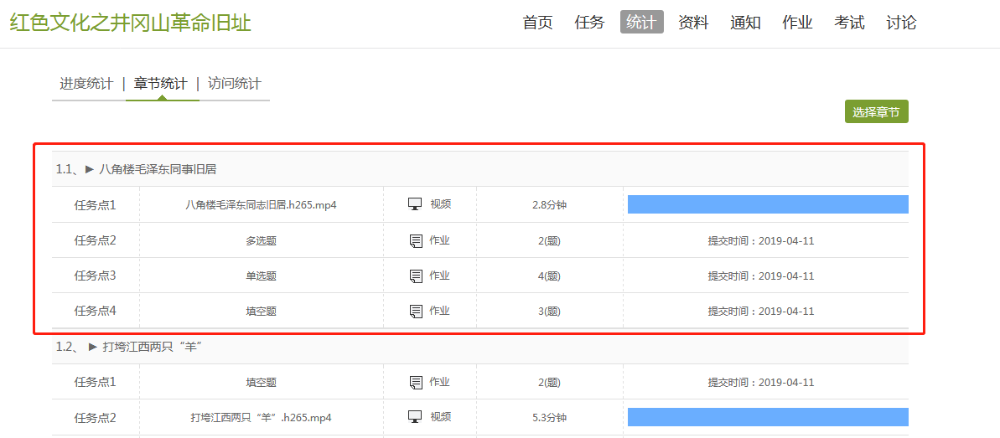 红色文化之井冈山革命旧址 首页 任务 统计 资料 通知 作业 考试 讨论
进度统计 | 章节统计 | 访问统计
选择章节
1.1、► 八角楼毛泽东同事旧居
任务点1 八角楼毛泽东同志旧居.h265.mp4 视频 2.8分钟
任务点2 多选题 作业 2(题) 提交时间：2019-04-11
任务点3 单选题 作业 4(题) 提交时间：2019-04-11
任务点4 填空题 作业 3(题) 提交时间：2019-04-11
1.2、 ► 打垮江西两只“羊”
任务点1 填空题 作业 2(题) 提交时间：2019-04-11
任务点2 打垮江西两只“羊”.h265.mp4 视频 5.3分钟